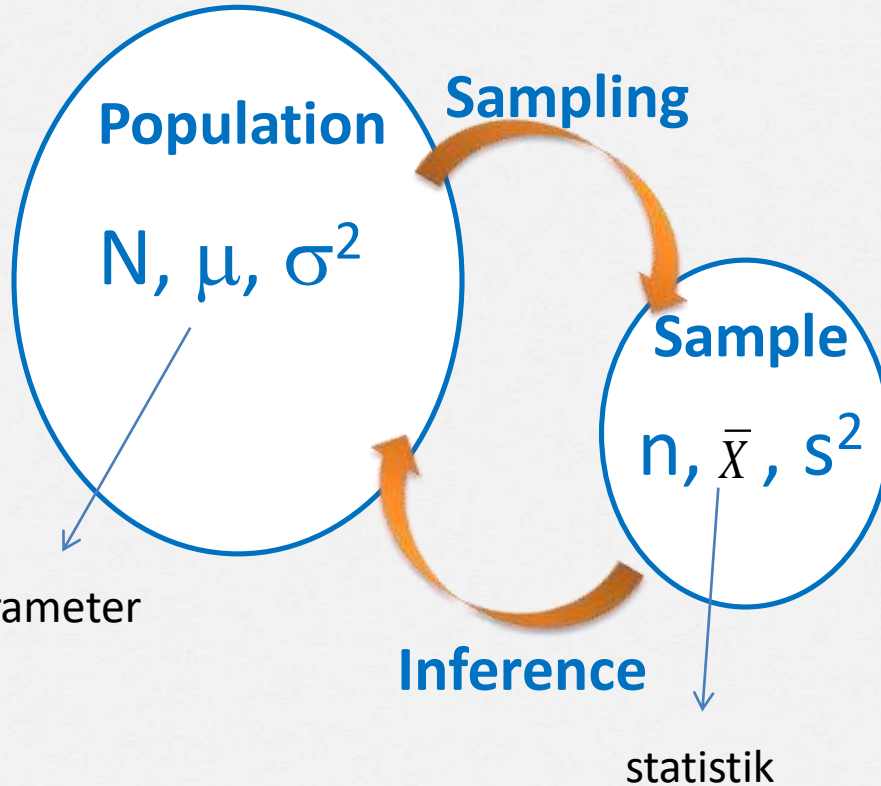 Population
N, μ, σ²
Sampling
Sample
n, X̅, s²
rameter
Inference
statistik